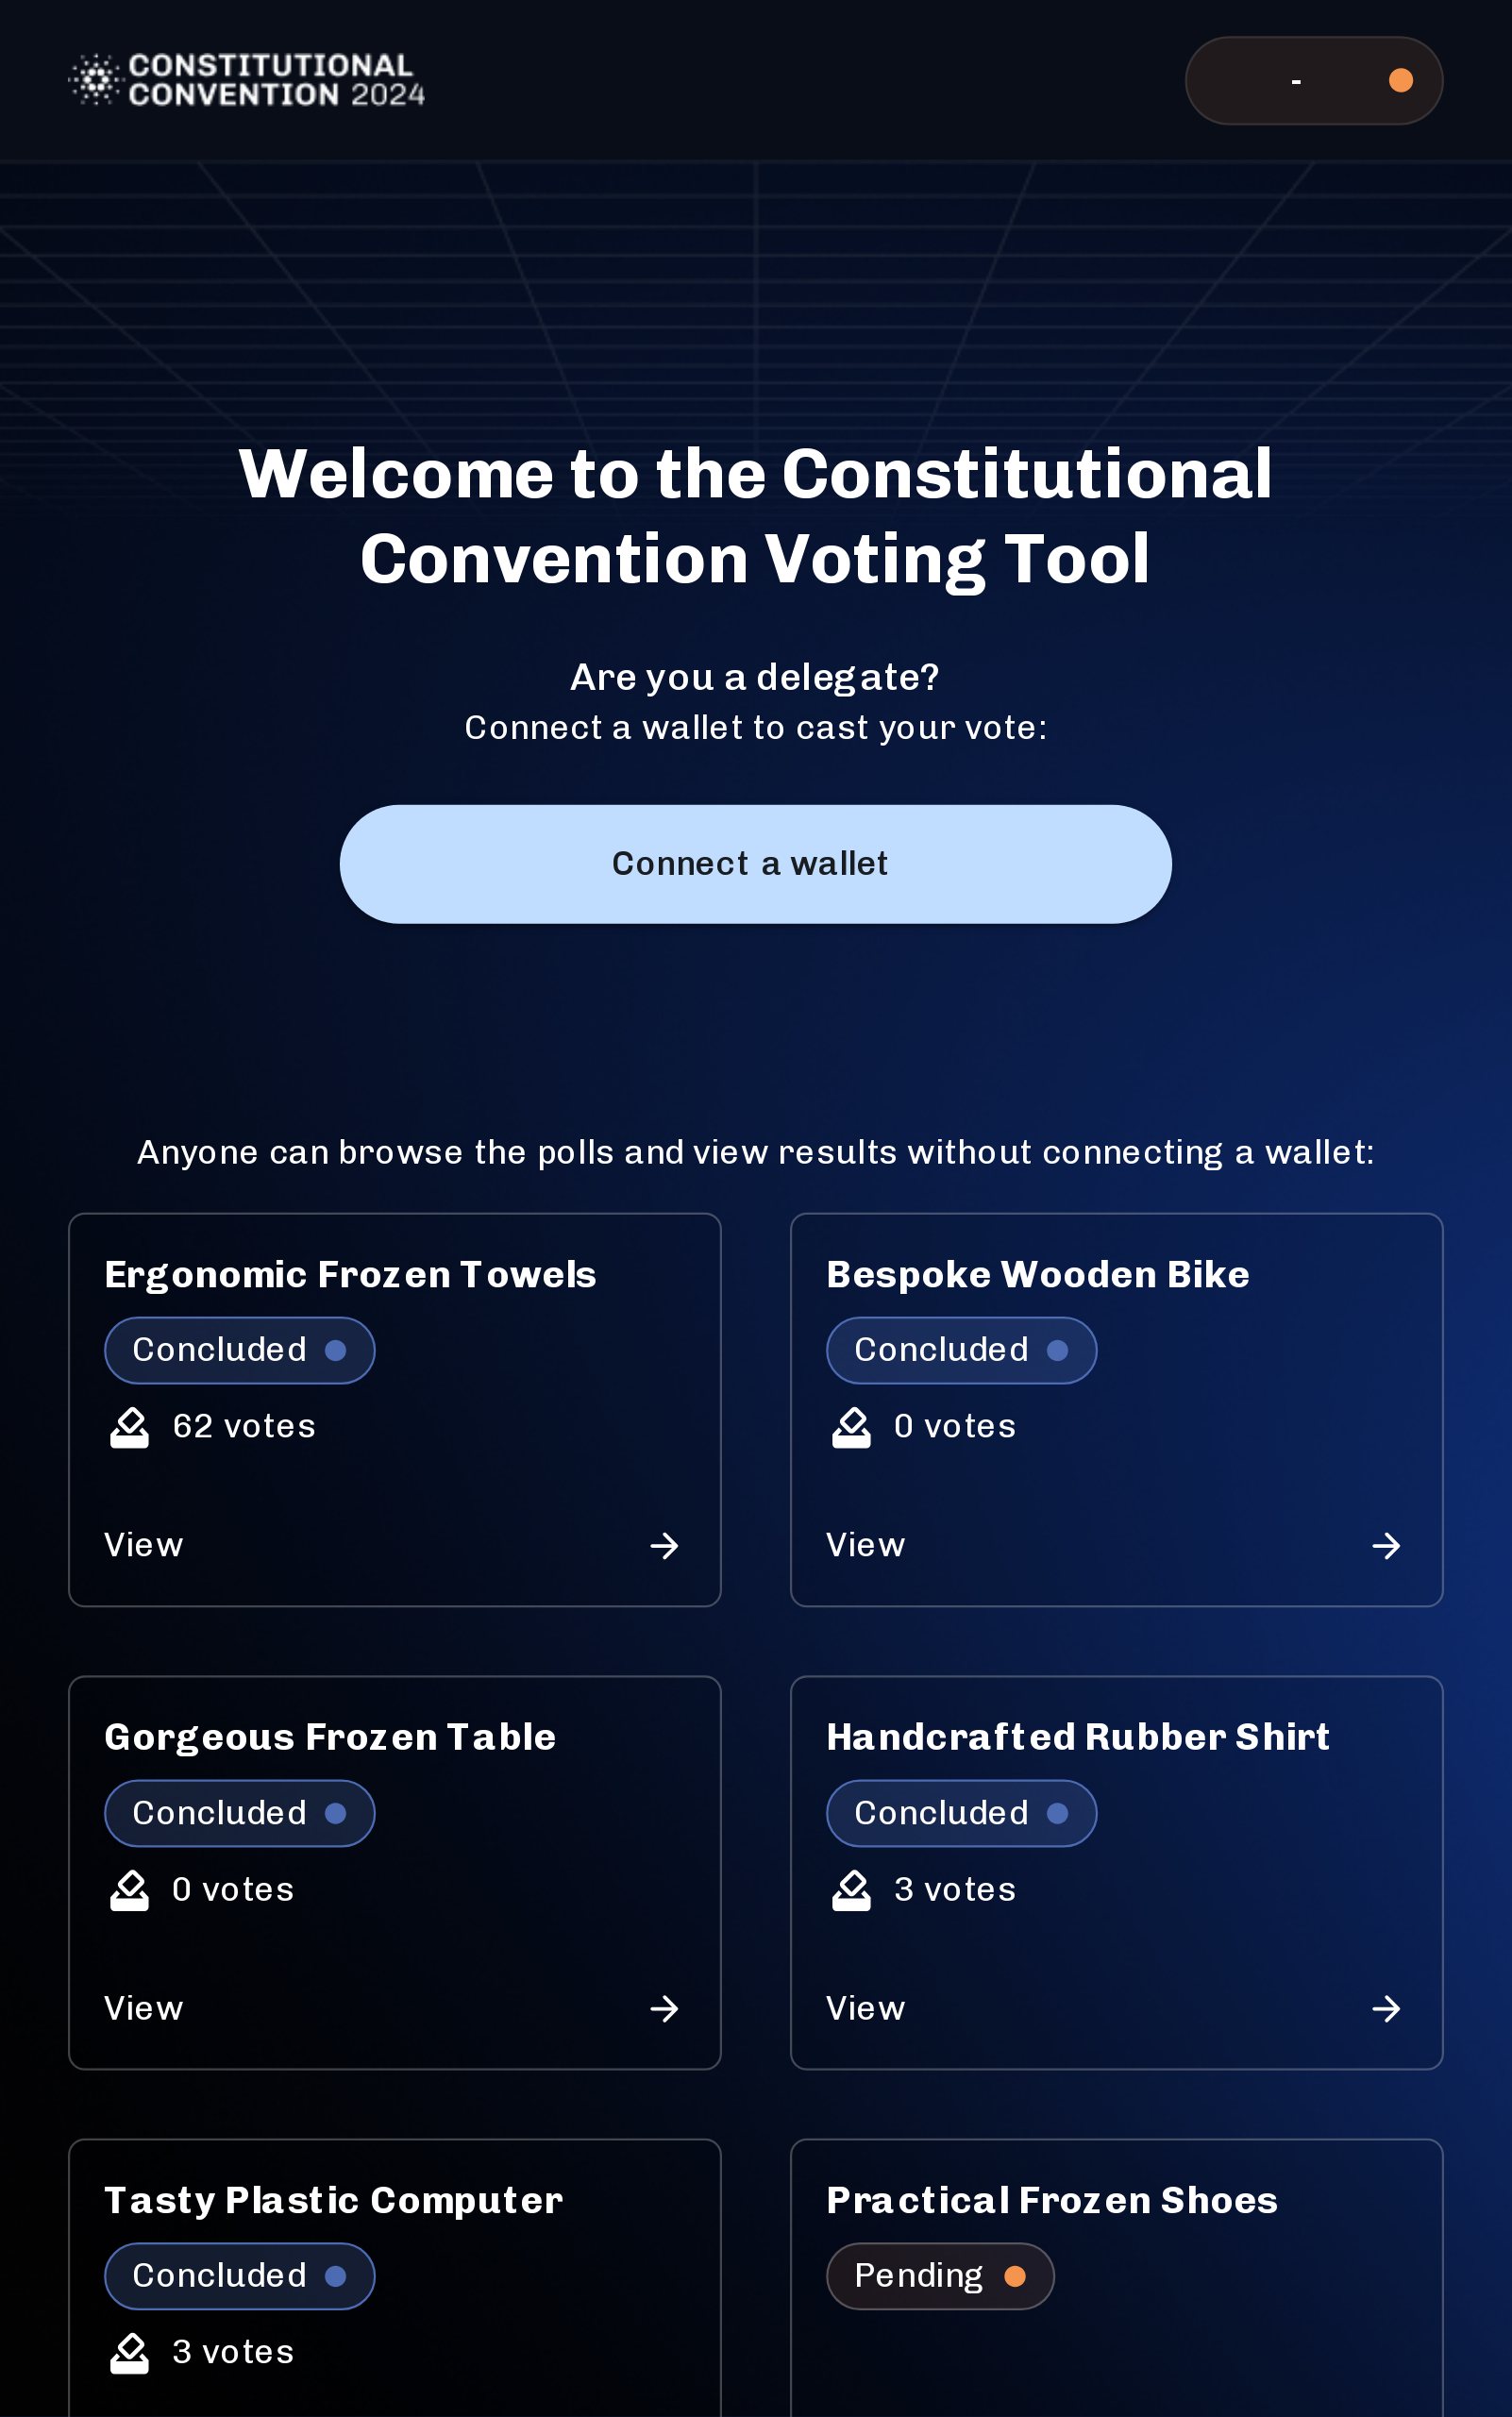 CONSTITUTIONAL
CONVENTION 2024
-
Welcome to the Constitutional
Convention Voting Tool
Are you a delegate?
Connect a wallet to cast your vote:
Connect a wallet
Anyone can browse the polls and view results without connecting a wallet:
Ergonomic Frozen Towels
Concluded
62 votes
View
Bespoke Wooden Bike
Concluded
0 votes
View
Gorgeous Frozen Table
Concluded
0 votes
View
Handcrafted Rubber Shirt
Concluded
3 votes
View
Tasty Plastic Computer
Concluded
3 votes
Practical Frozen Shoes
Pending